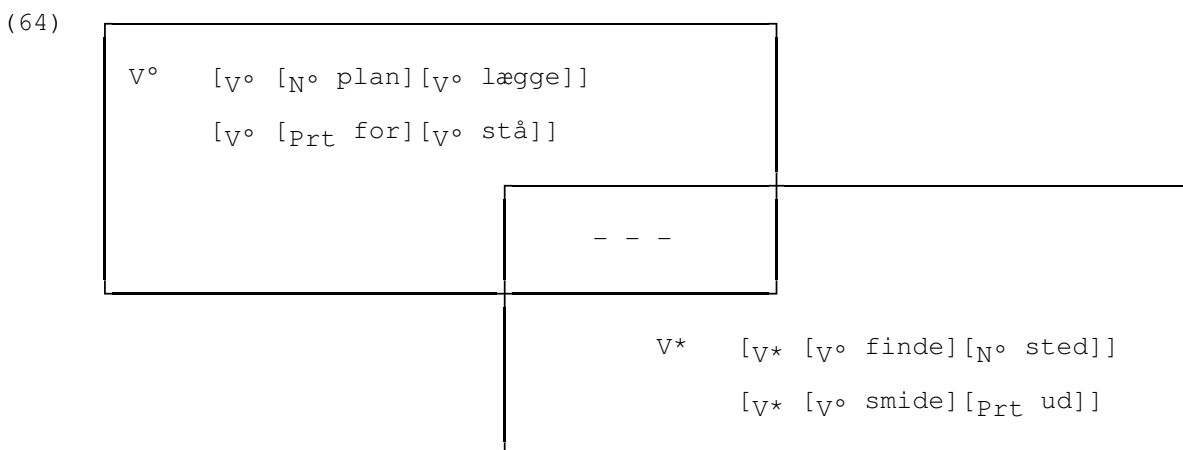 (64)
V° [V° [N° plan][V° lægge]]
[V° [Prt for][V° stå]]
– – –
V* [V* [V° finde][N° sted]]
[V* [V° smide][Prt ud]]